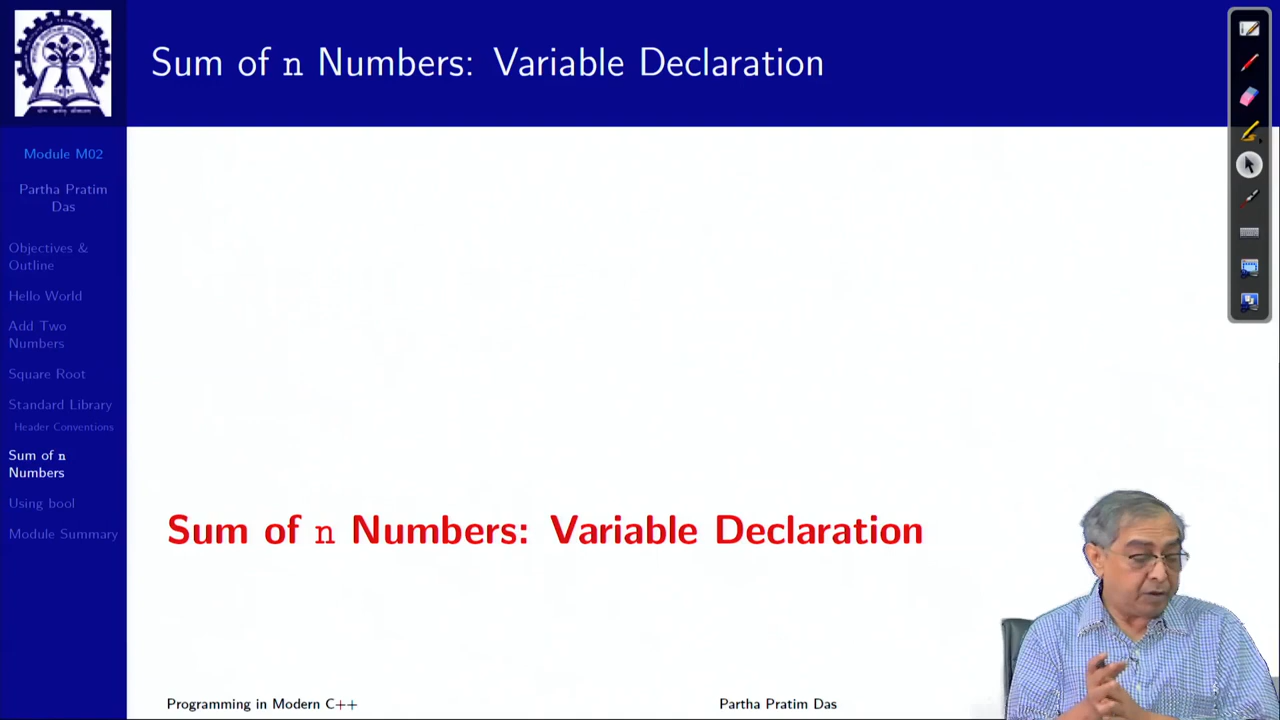 Sum of n Numbers: Variable Declaration
Module M02
Partha Pratim
Das
Objectives &
Outline
Hello World
Add Two
Numbers
Square Root
Standard Library
Header Conventions
Sum of n
Numbers
Using bool
Module Summary
Sum of n Numbers: Variable Declaration
Programming in Modern C++
Partha Pratim Das